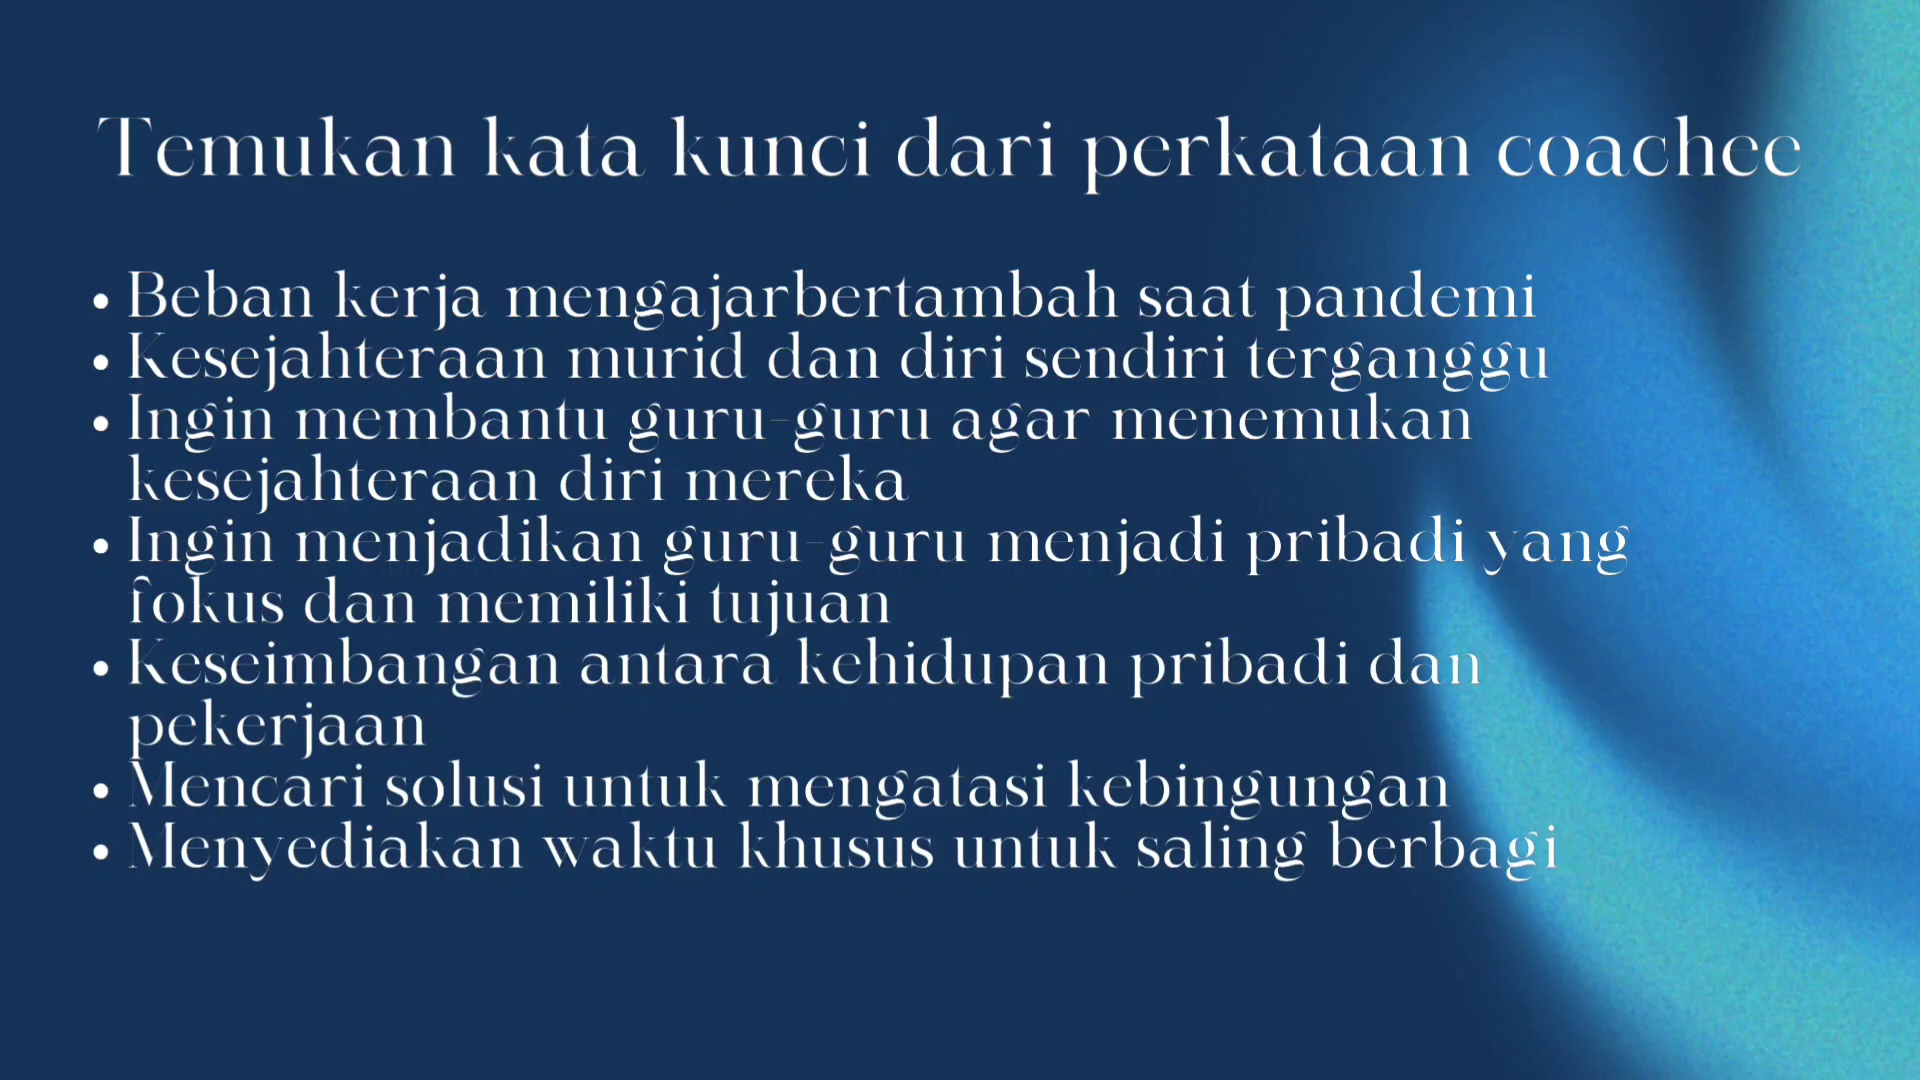 Temukan kata kunci dari perkataan coachee
• Beban kerja mengajarbertambah saat pandemi
• Kesejahteraan murid dan diri sendiri terganggu
• Ingin membantu guru-guru agar menemukan
kesejahteraan diri mereka
• Ingin menjadikan guru-guru menjadi pribadi yang
fokus dan memiliki tujuan
• Keseimbangan antara kehidupan pribadi dan
pekerjaan
• Mencari solusi untuk mengatasi kebingungan
• Menyediakan waktu khusus untuk saling berbagi